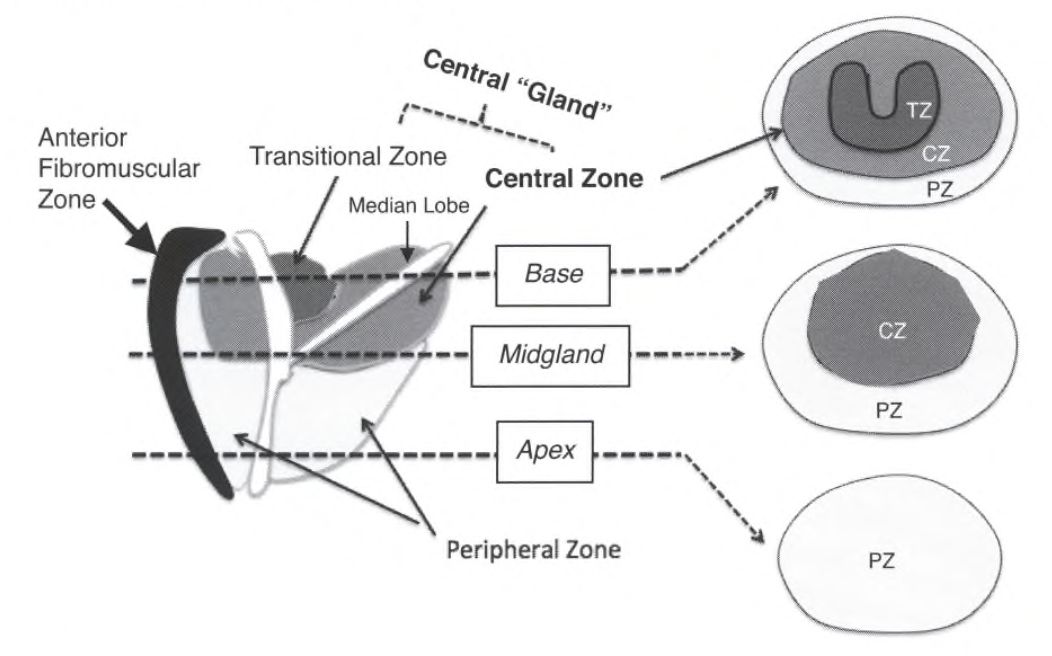 Central "Gland"
Anterior
Fibromuscular
Zone
Transitional Zone
Median Lobe
Central Zone
TZ
CZ
PZ
Base
Midgland
CZ
PZ
Apex
Peripheral Zone
PZ